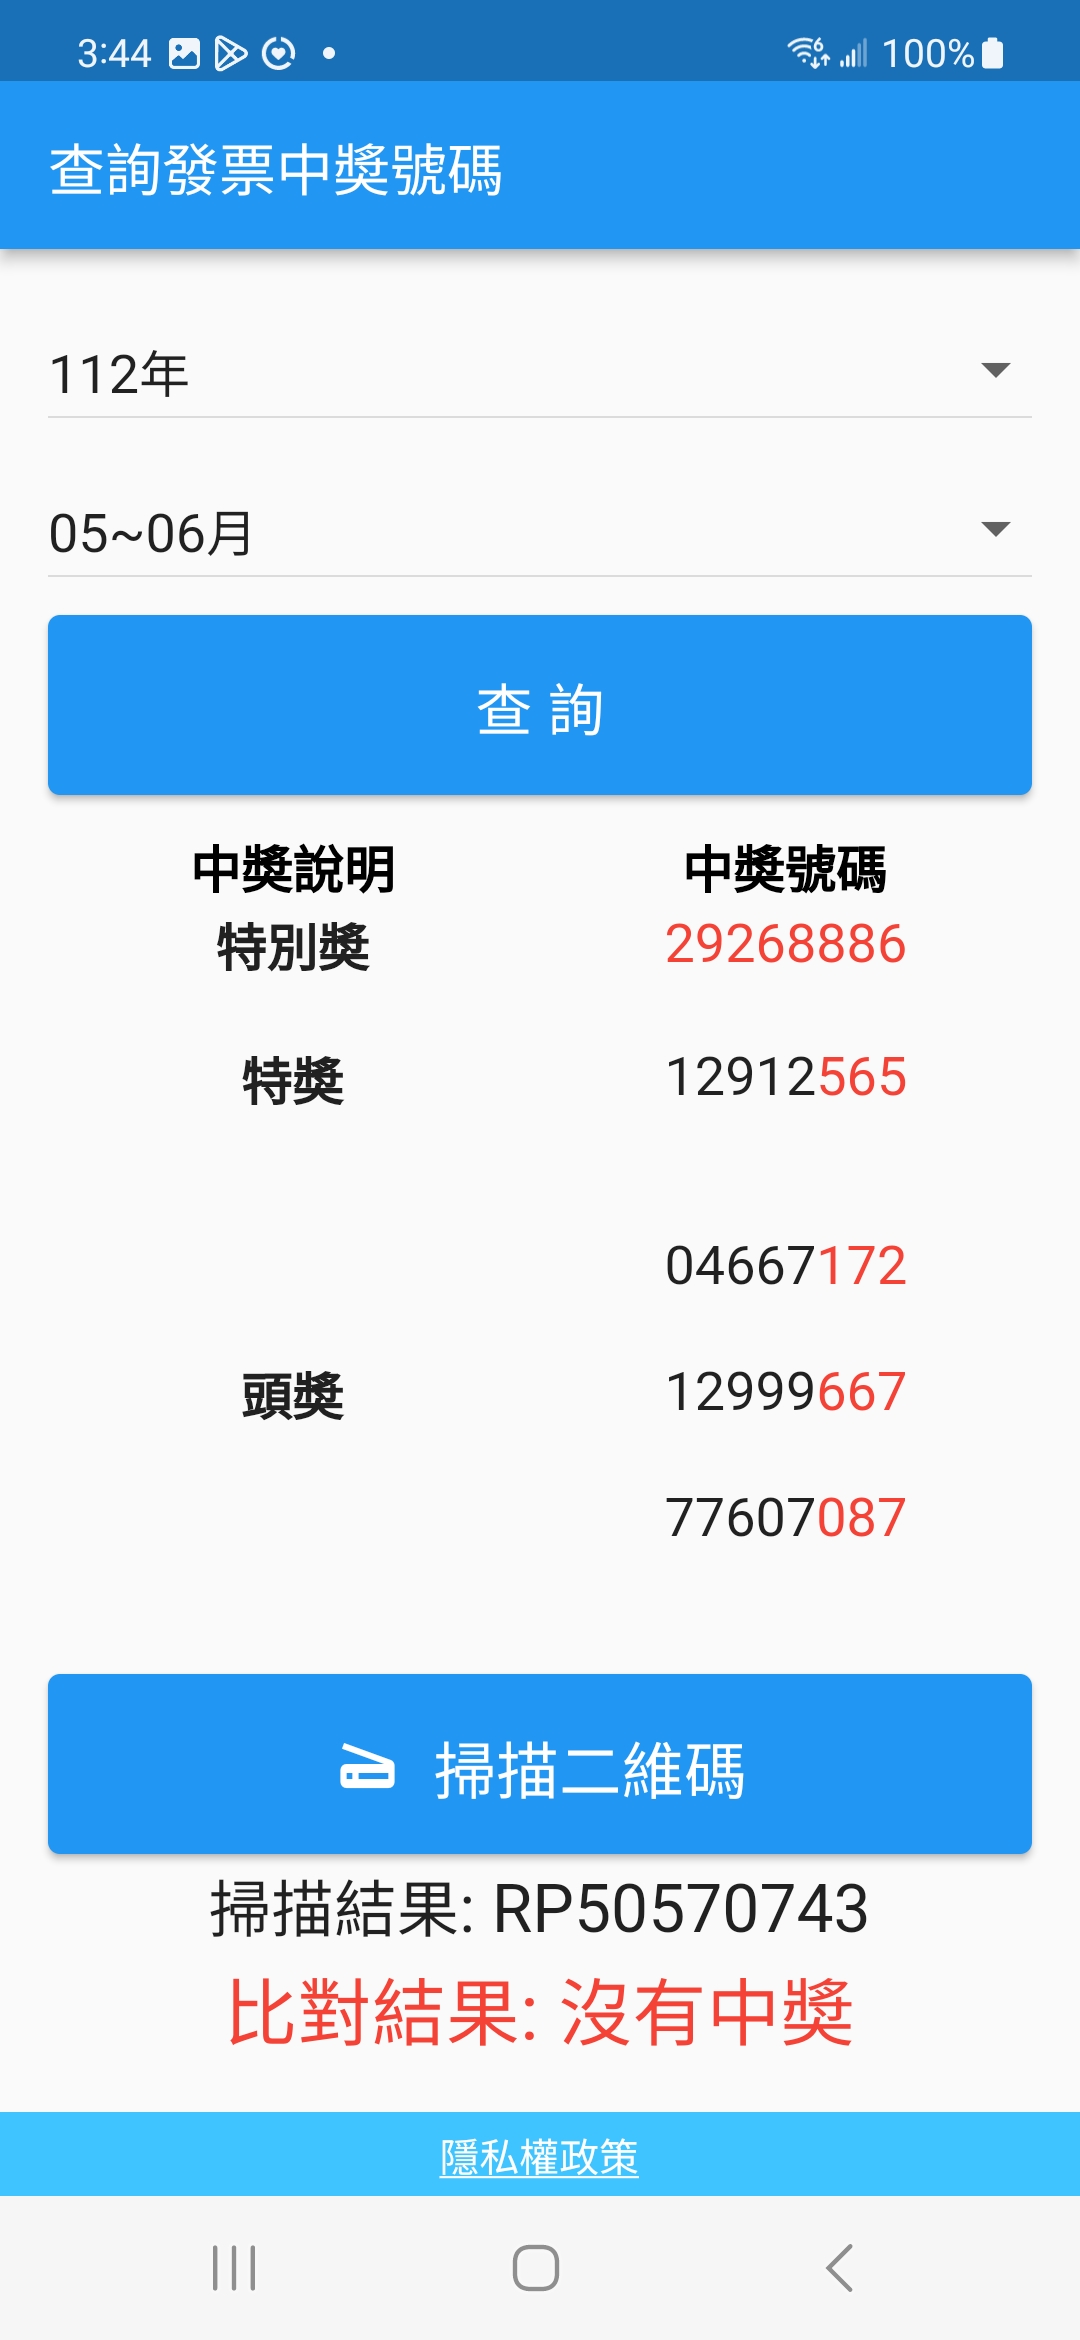 3:44 100%
查詢發票中獎號碼
112年
05~06月
查 詢
中獎說明 中獎號碼
特別獎 29268886
特獎 12912565
04667172
頭獎 12999667
77607087
掃描二維碼
掃描結果: RP50570743
比對結果: 沒有中獎
隱私權政策